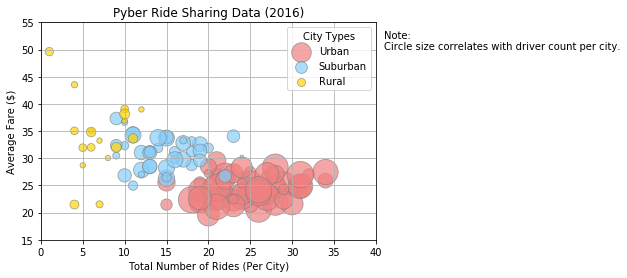 Pyber Ride Sharing Data (2016)
Note:
Circle size correlates with driver count per city.
City Types
Urban
Suburban
Rural
Average Fare ($)
55
50
45
40
35
30
25
20
15
0 5 10 15 20 25 30 35 40
Total Number of Rides (Per City)